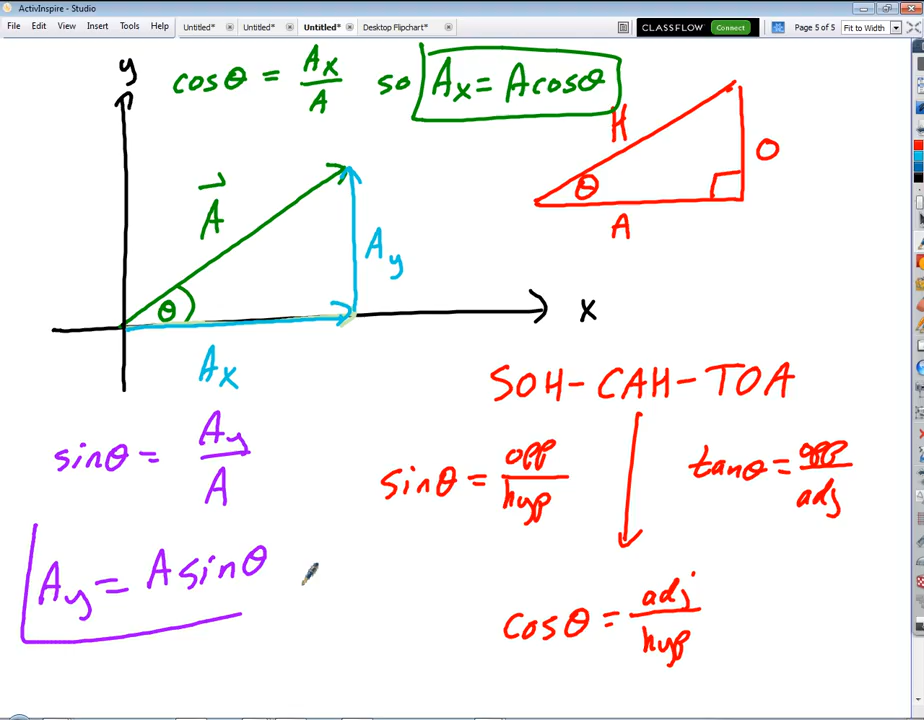 ActivInspire - Studio
File Edit View Insert Tools Help
Untitled* Untitled* Untitled* Desktop Flipchart*
CLASSFLOW Connect Page 5 of 5 Fit to Width
y
cosθ = Ax/A so Ax = Acosθ
H
θ
O
A
A
Ay
θ
x
Ax
SOH-CAH-TOA
sinθ = Ay/A
sinθ = opp/hyp
tanθ = opp/adj
Ay = Asinθ
cosθ = adj/hyp